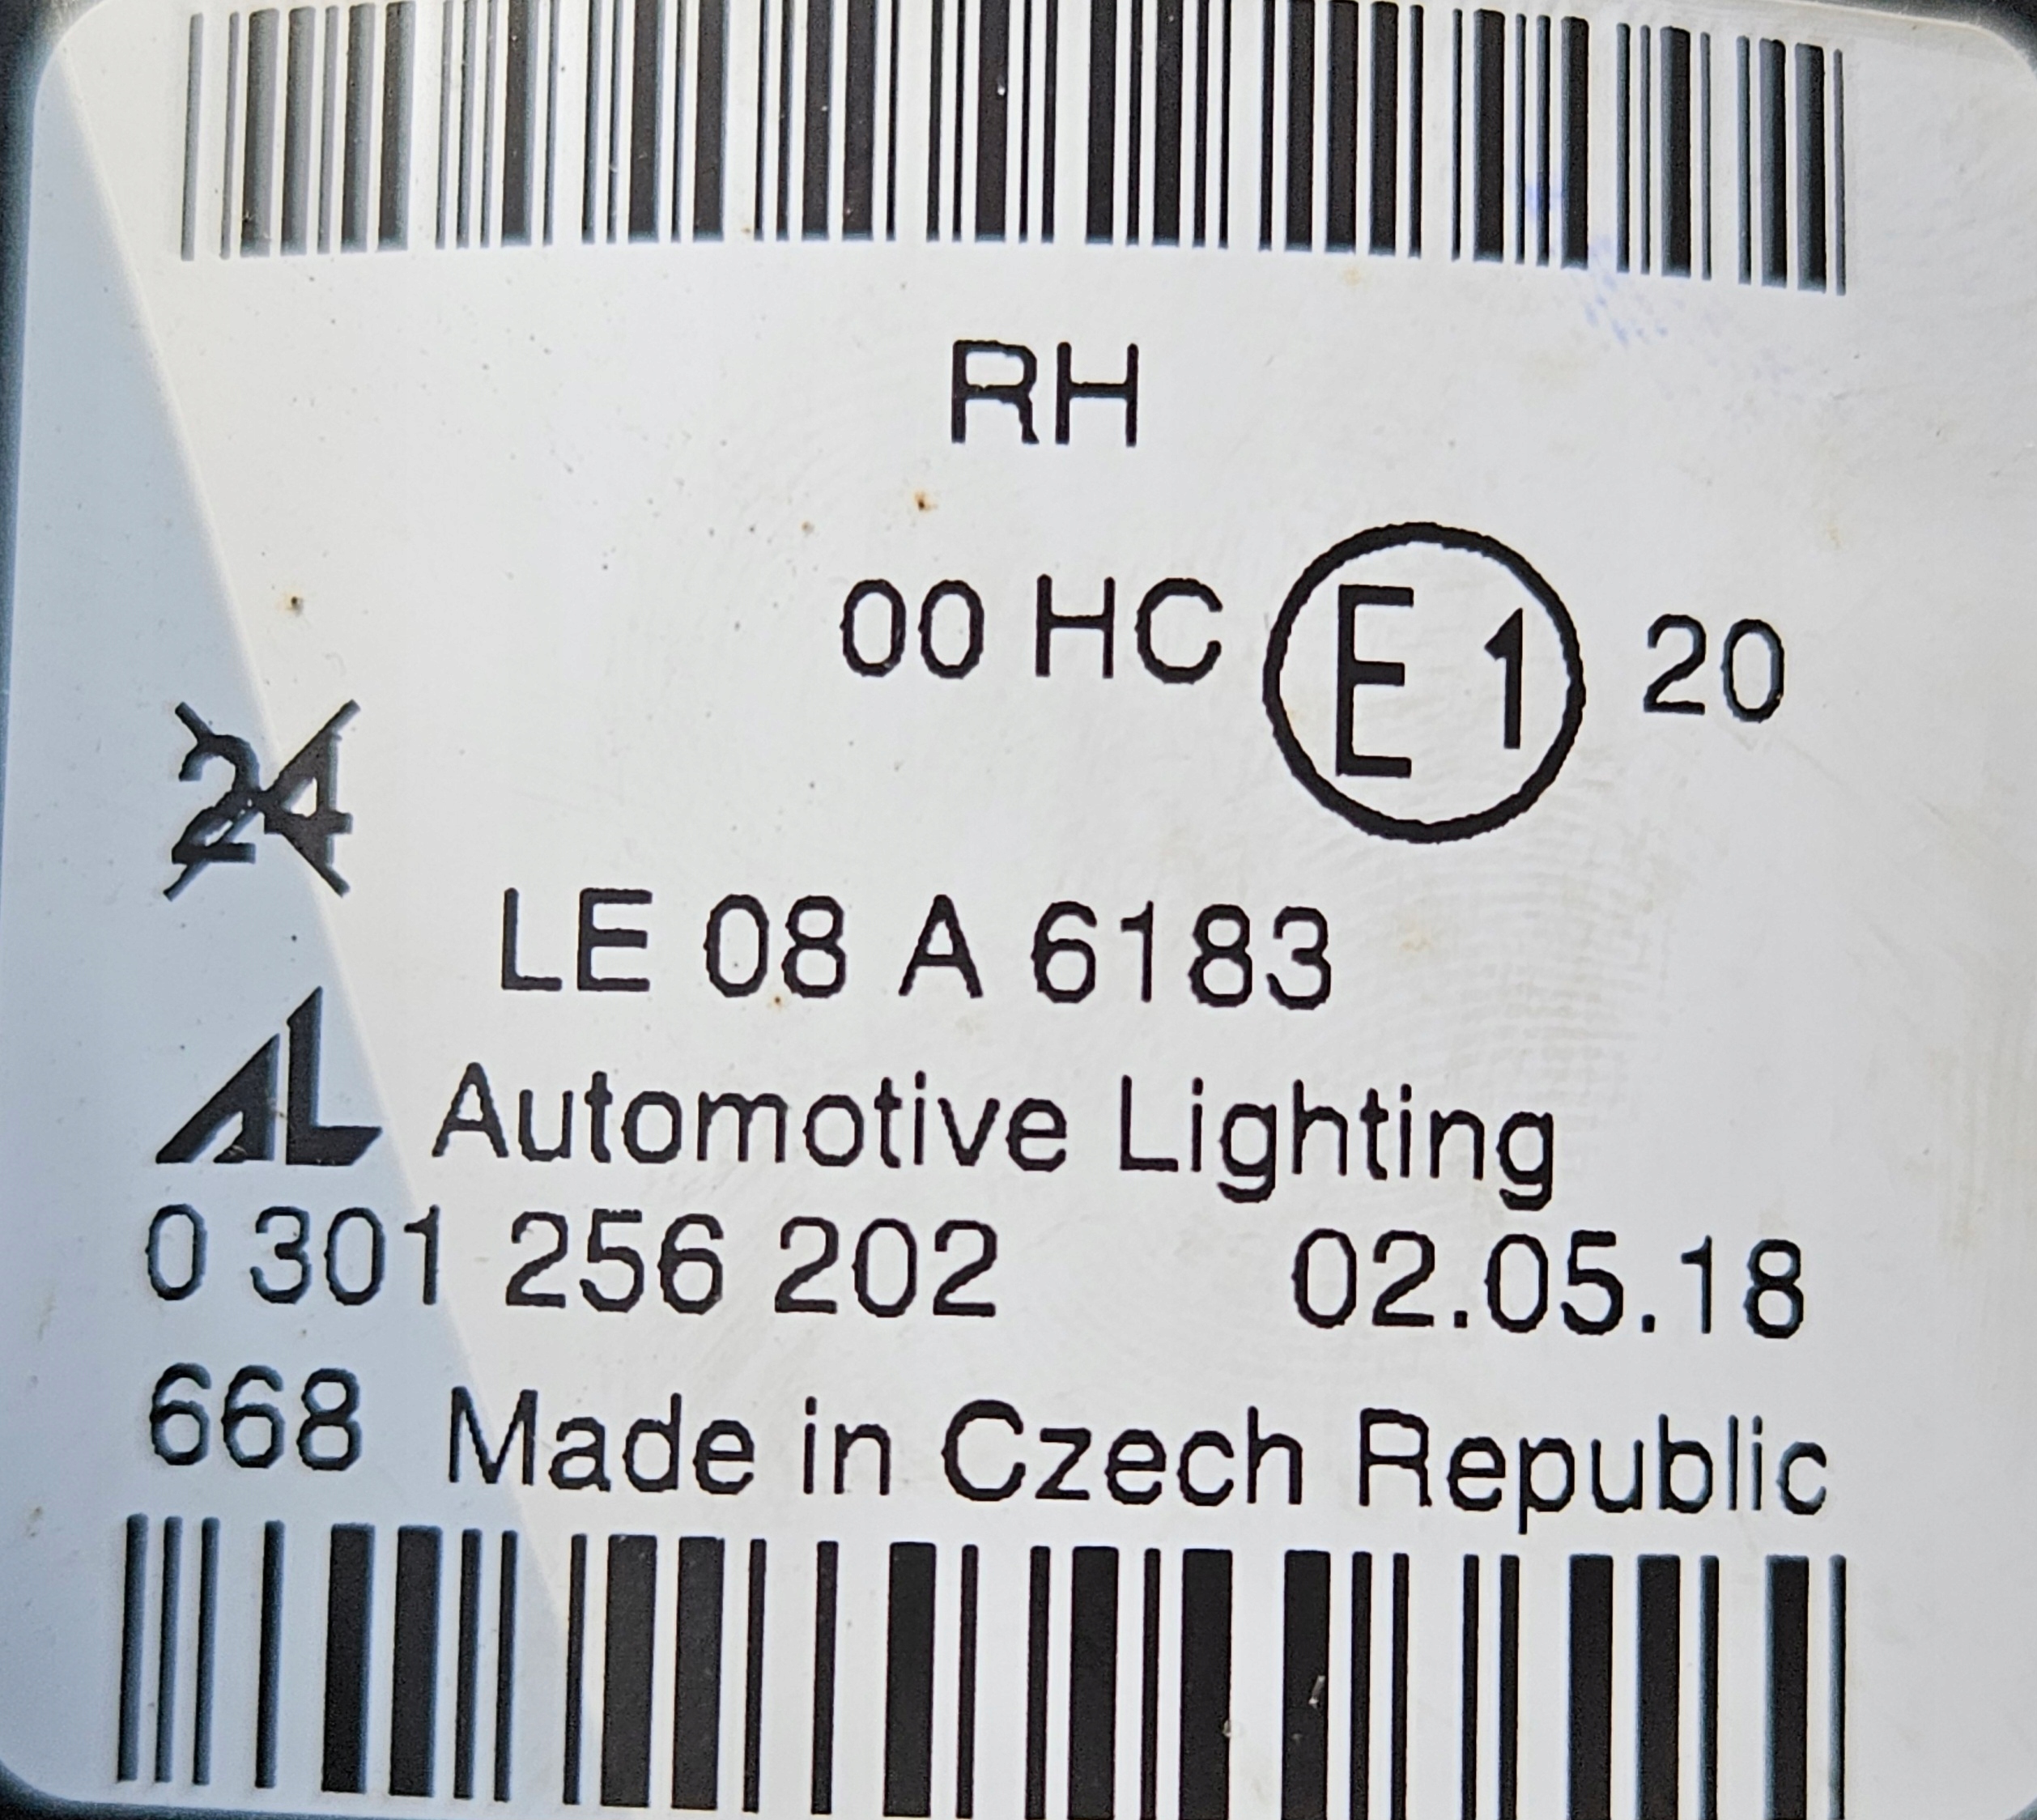 RH
00 HC E1 20
24
LE 08 A 6183
AL Automotive Lighting
0 301 256 202 02.05.18
668 Made in Czech Republic